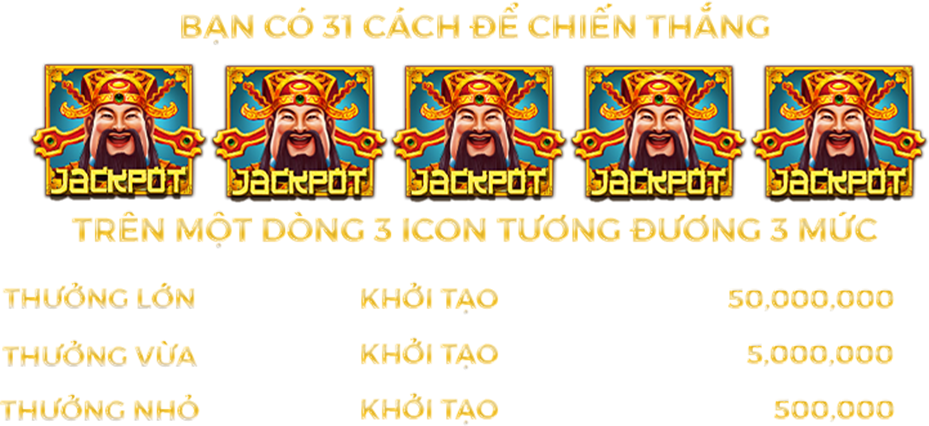 BẠN CÓ 31 CÁCH ĐỂ CHIẾN THẮNG
JACKPOT JACKPOT JACKPOT JACKPOT JACKPOT
TRÊN MỘT DÒNG 3 ICON TƯƠNG ĐƯƠNG 3 MỨC
THƯỞNG LỚN KHỞI TẠO 50,000,000
THƯỞNG VỪA KHỞI TẠO 5,000,000
THƯỞNG NHỎ KHỞI TẠO 500,000